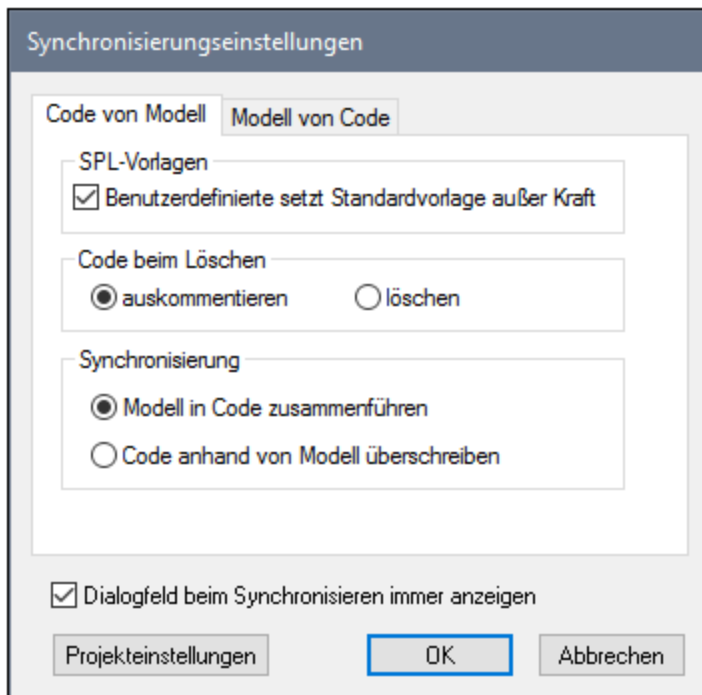 Synchronisierungseinstellungen
Code von Modell
Modell von Code
SPL-Vorlagen
Benutzerdefinierte setzt Standardvorlage außer Kraft
Code beim Löschen
auskommentieren
löschen
Synchronisierung
Modell in Code zusammenführen
Code anhand von Modell überschreiben
Dialogfeld beim Synchronisieren immer anzeigen
Projekteinstellungen
OK
Abbrechen